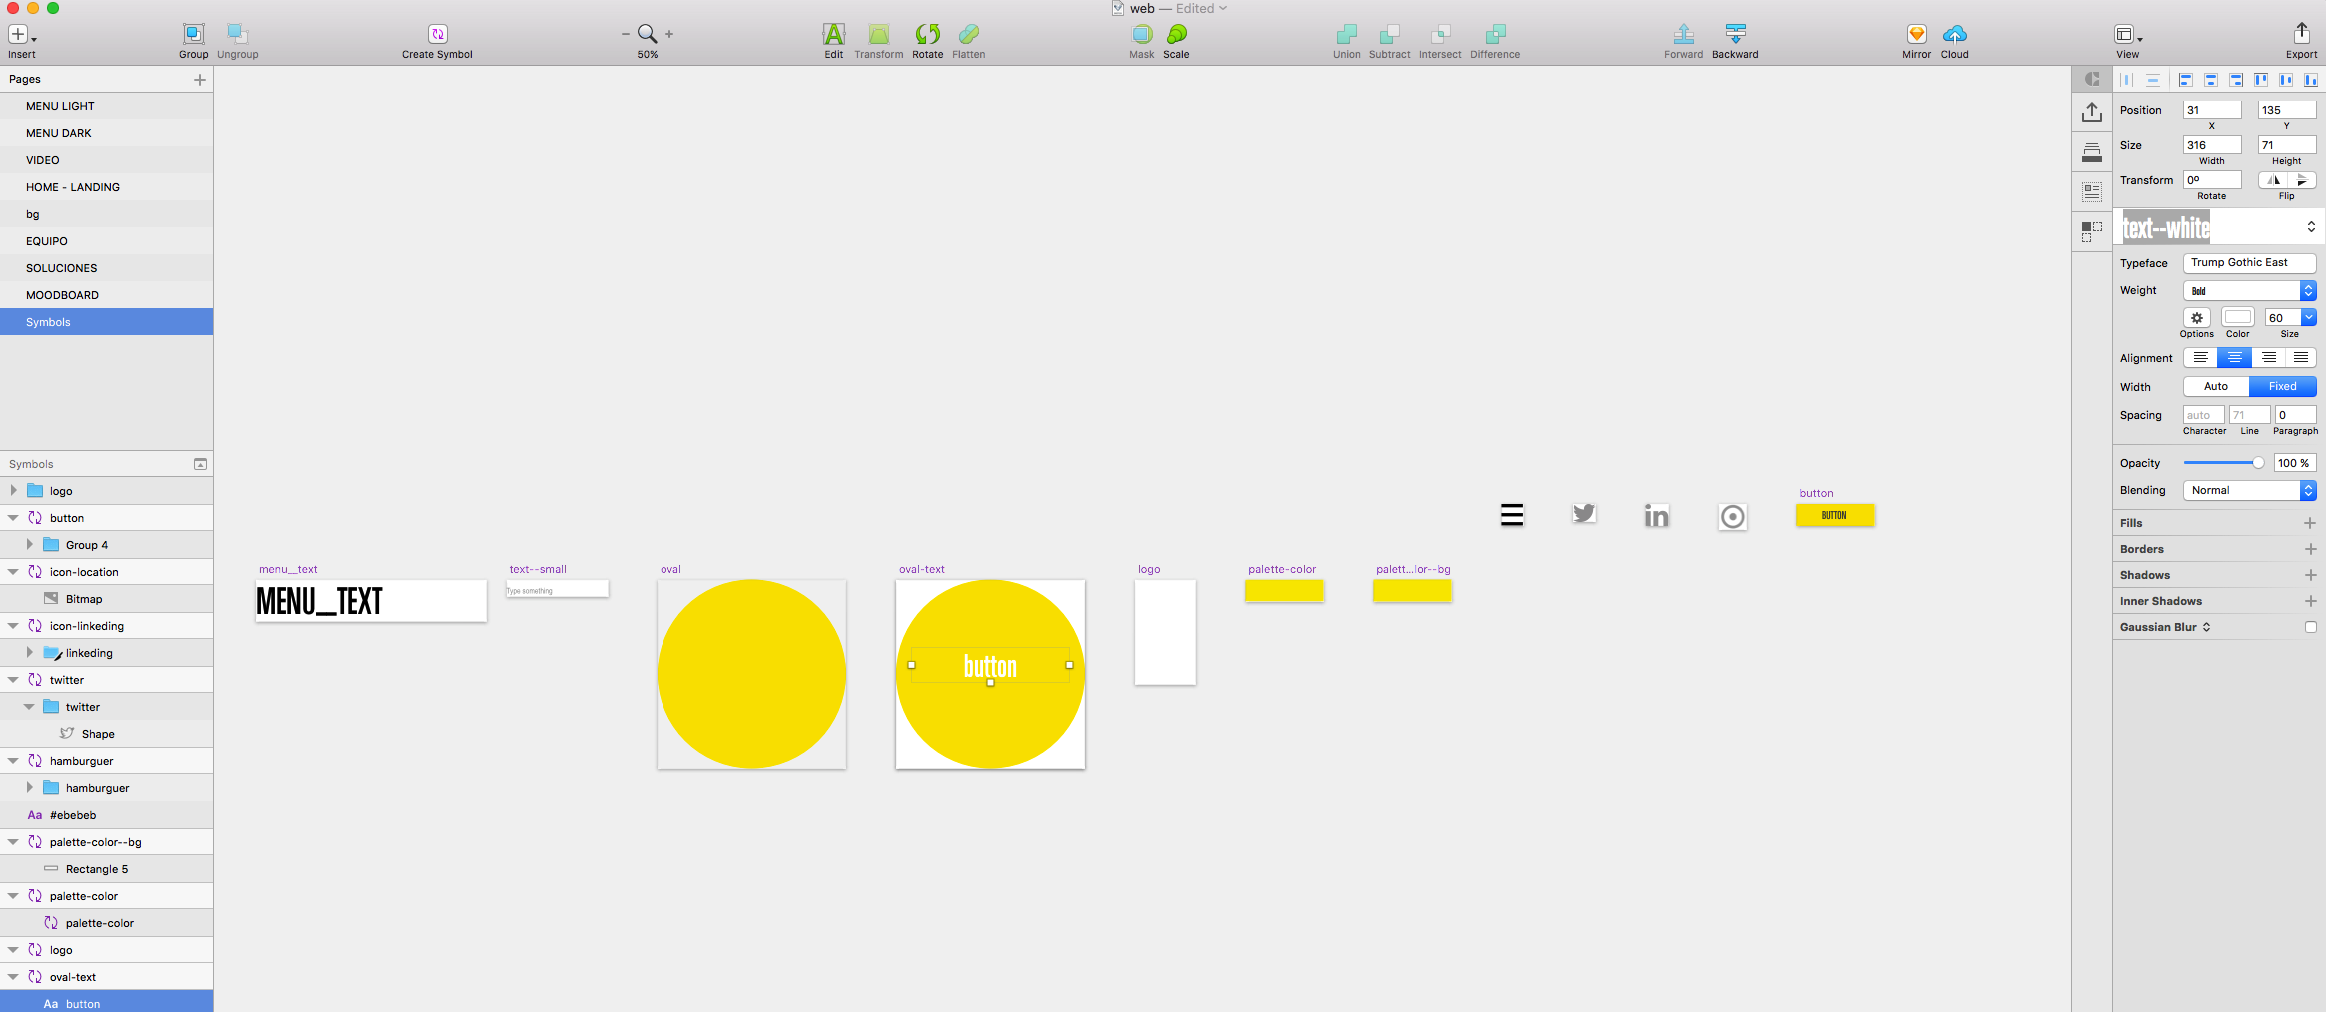 web — Edited
Insert
Group
Ungroup
Create Symbol
50%
Edit
Transform
Rotate
Flatten
Mask
Scale
Union
Subtract
Intersect
Difference
Forward
Backward
Mirror
Cloud
View
Export
Pages
MENU LIGHT
MENU DARK
VIDEO
HOME - LANDING
bg
EQUIPO
SOLUCIONES
MOODBOARD
Symbols
Symbols
logo
button
Group 4
icon-location
Bitmap
icon-linkeding
linkeding
twitter
twitter
Shape
hamburguer
hamburguer
Aa #ebebeb
palette-color--bg
Rectangle 5
palette-color
palette-color
logo
oval-text
Aa button
button
in
BUTTON
menu__text
text--small
oval
oval-text
logo
palette-color
palett...lor--bg
MENU__TEXT
Type something
button
Position
31
135
X
Y
Size
316
71
Width
Height
Transform
0º
Rotate
Flip
text--white
Typeface
Trump Gothic East
Weight
Bold
60
Options
Color
Size
Alignment
Width
Auto
Fixed
Spacing
auto
71
0
Character
Line
Paragraph
Opacity
100 %
Blending
Normal
Fills
Borders
Shadows
Inner Shadows
Gaussian Blur